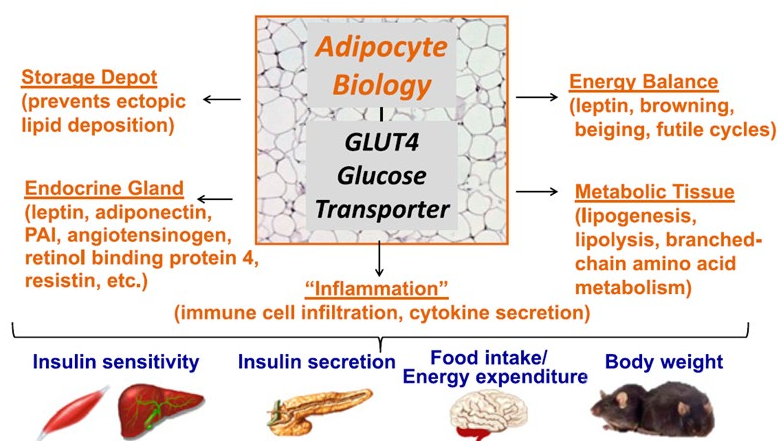 Adipocyte
Biology
GLUT4
Glucose
Transporter
Storage Depot
(prevents ectopic
lipid deposition)
Endocrine Gland
(leptin, adiponectin,
PAI, angiotensinogen,
retinol binding protein 4,
resistin, etc.)
Energy Balance
(leptin, browning,
beiging, futile cycles)
Metabolic Tissue
(lipogenesis,
lipolysis, branched-
chain amino acid
metabolism)
“Inflammation”
(immune cell infiltration, cytokine secretion)
Insulin sensitivity
Insulin secretion
Food intake/
Energy expenditure
Body weight